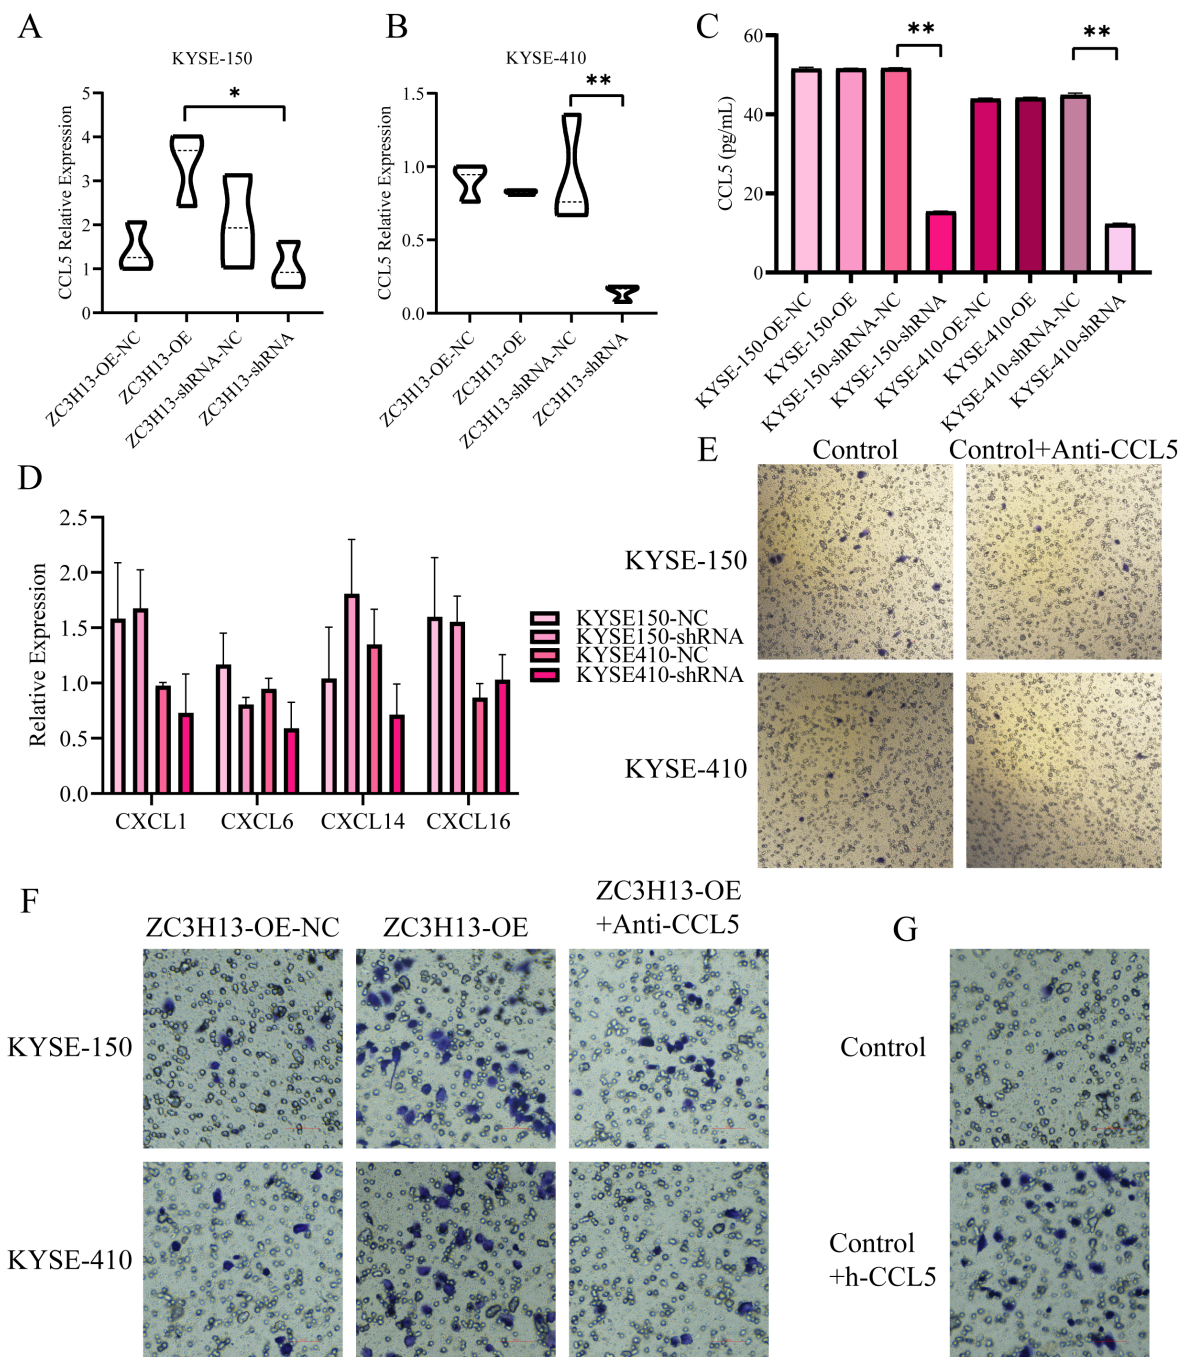 A
KYSE-150
CCL5 Relative Expression
5
4
3
2
1
0
*
ZC3H13-OE-NC
ZC3H13-OE
ZC3H13-shRNA-NC
ZC3H13-shRNA
B
KYSE-410
CCL5 Relative Expression
1.5
1.0
0.5
0.0
**
ZC3H13-OE-NC
ZC3H13-OE
ZC3H13-shRNA-NC
ZC3H13-shRNA
C
CCL5 (pg/mL)
60
40
20
0
**
**
KYSE-150-OE-NC
KYSE-150-OE
KYSE-150-shRNA-NC
KYSE-150-shRNA
KYSE-410-OE-NC
KYSE-410-OE
KYSE-410-shRNA-NC
KYSE-410-shRNA
D
Relative Expression
2.5
2.0
1.5
1.0
0.5
0.0
CXCL1
CXCL6
CXCL14
CXCL16
KYSE150-NC
KYSE150-shRNA
KYSE410-NC
KYSE410-shRNA
E
Control
Control+Anti-CCL5
KYSE-150
KYSE-410
F
ZC3H13-OE-NC
ZC3H13-OE
ZC3H13-OE
+Anti-CCL5
KYSE-150
KYSE-410
G
Control
Control
+h-CCL5